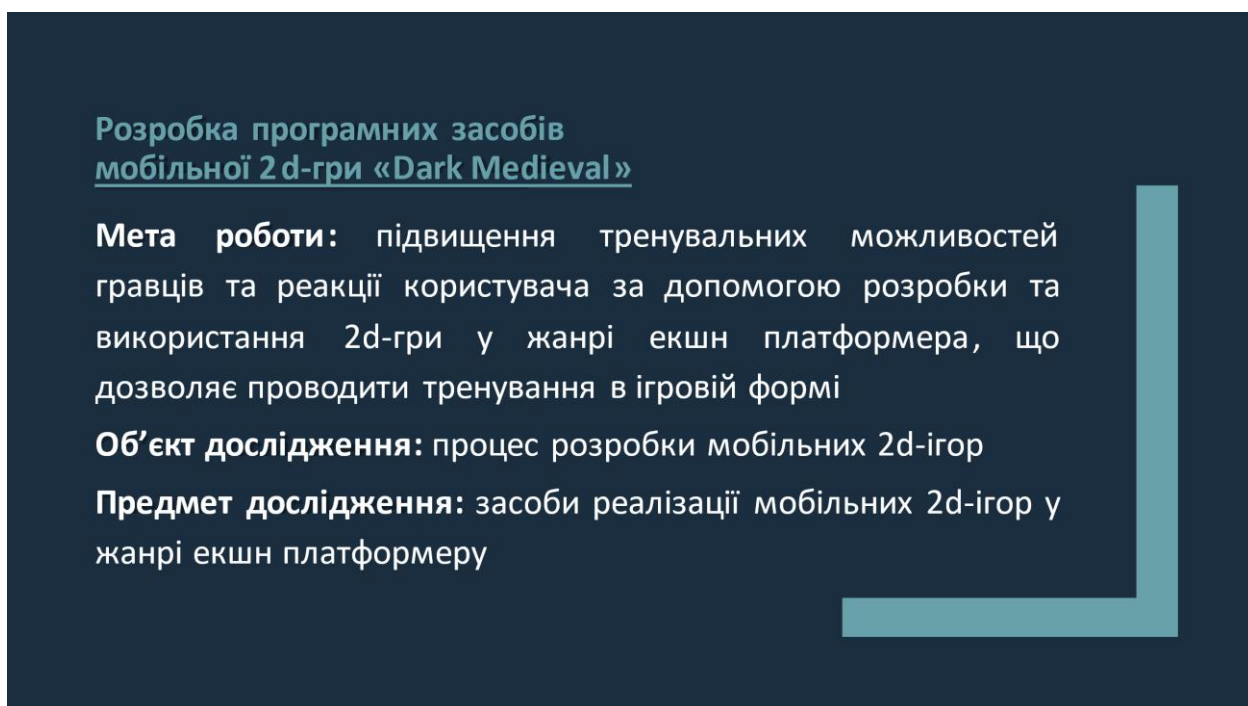 Розробка програмних засобів
мобільної 2d-гри «Dark Medieval»
Мета роботи: підвищення тренувальних можливостей
гравців та реакції користувача за допомогою розробки та
використання 2d-гри у жанрі екшн платформера, що
дозволяє проводити тренування в ігровій формі
Об’єкт дослідження: процес розробки мобільних 2d-ігор
Предмет дослідження: засоби реалізації мобільних 2d-ігор у
жанрі екшн платформеру